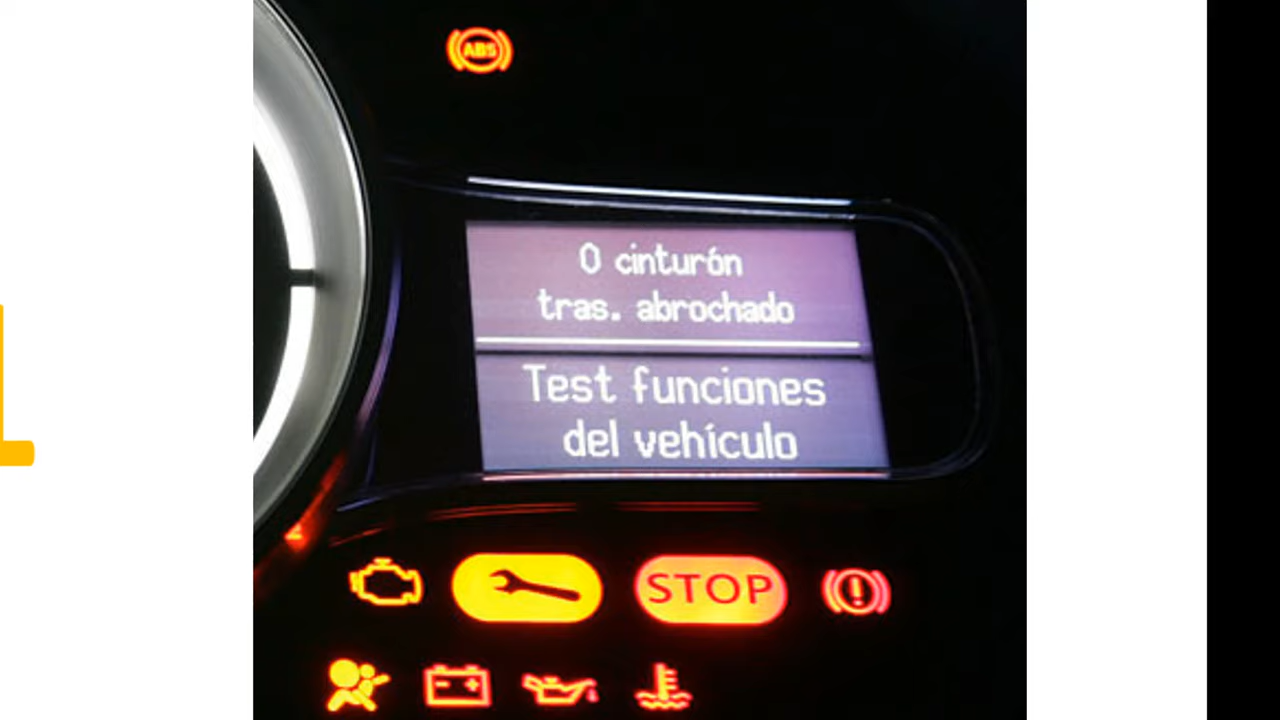 ABS
0 cinturón
tras. abrochado
Test funciones
del vehículo
STOP